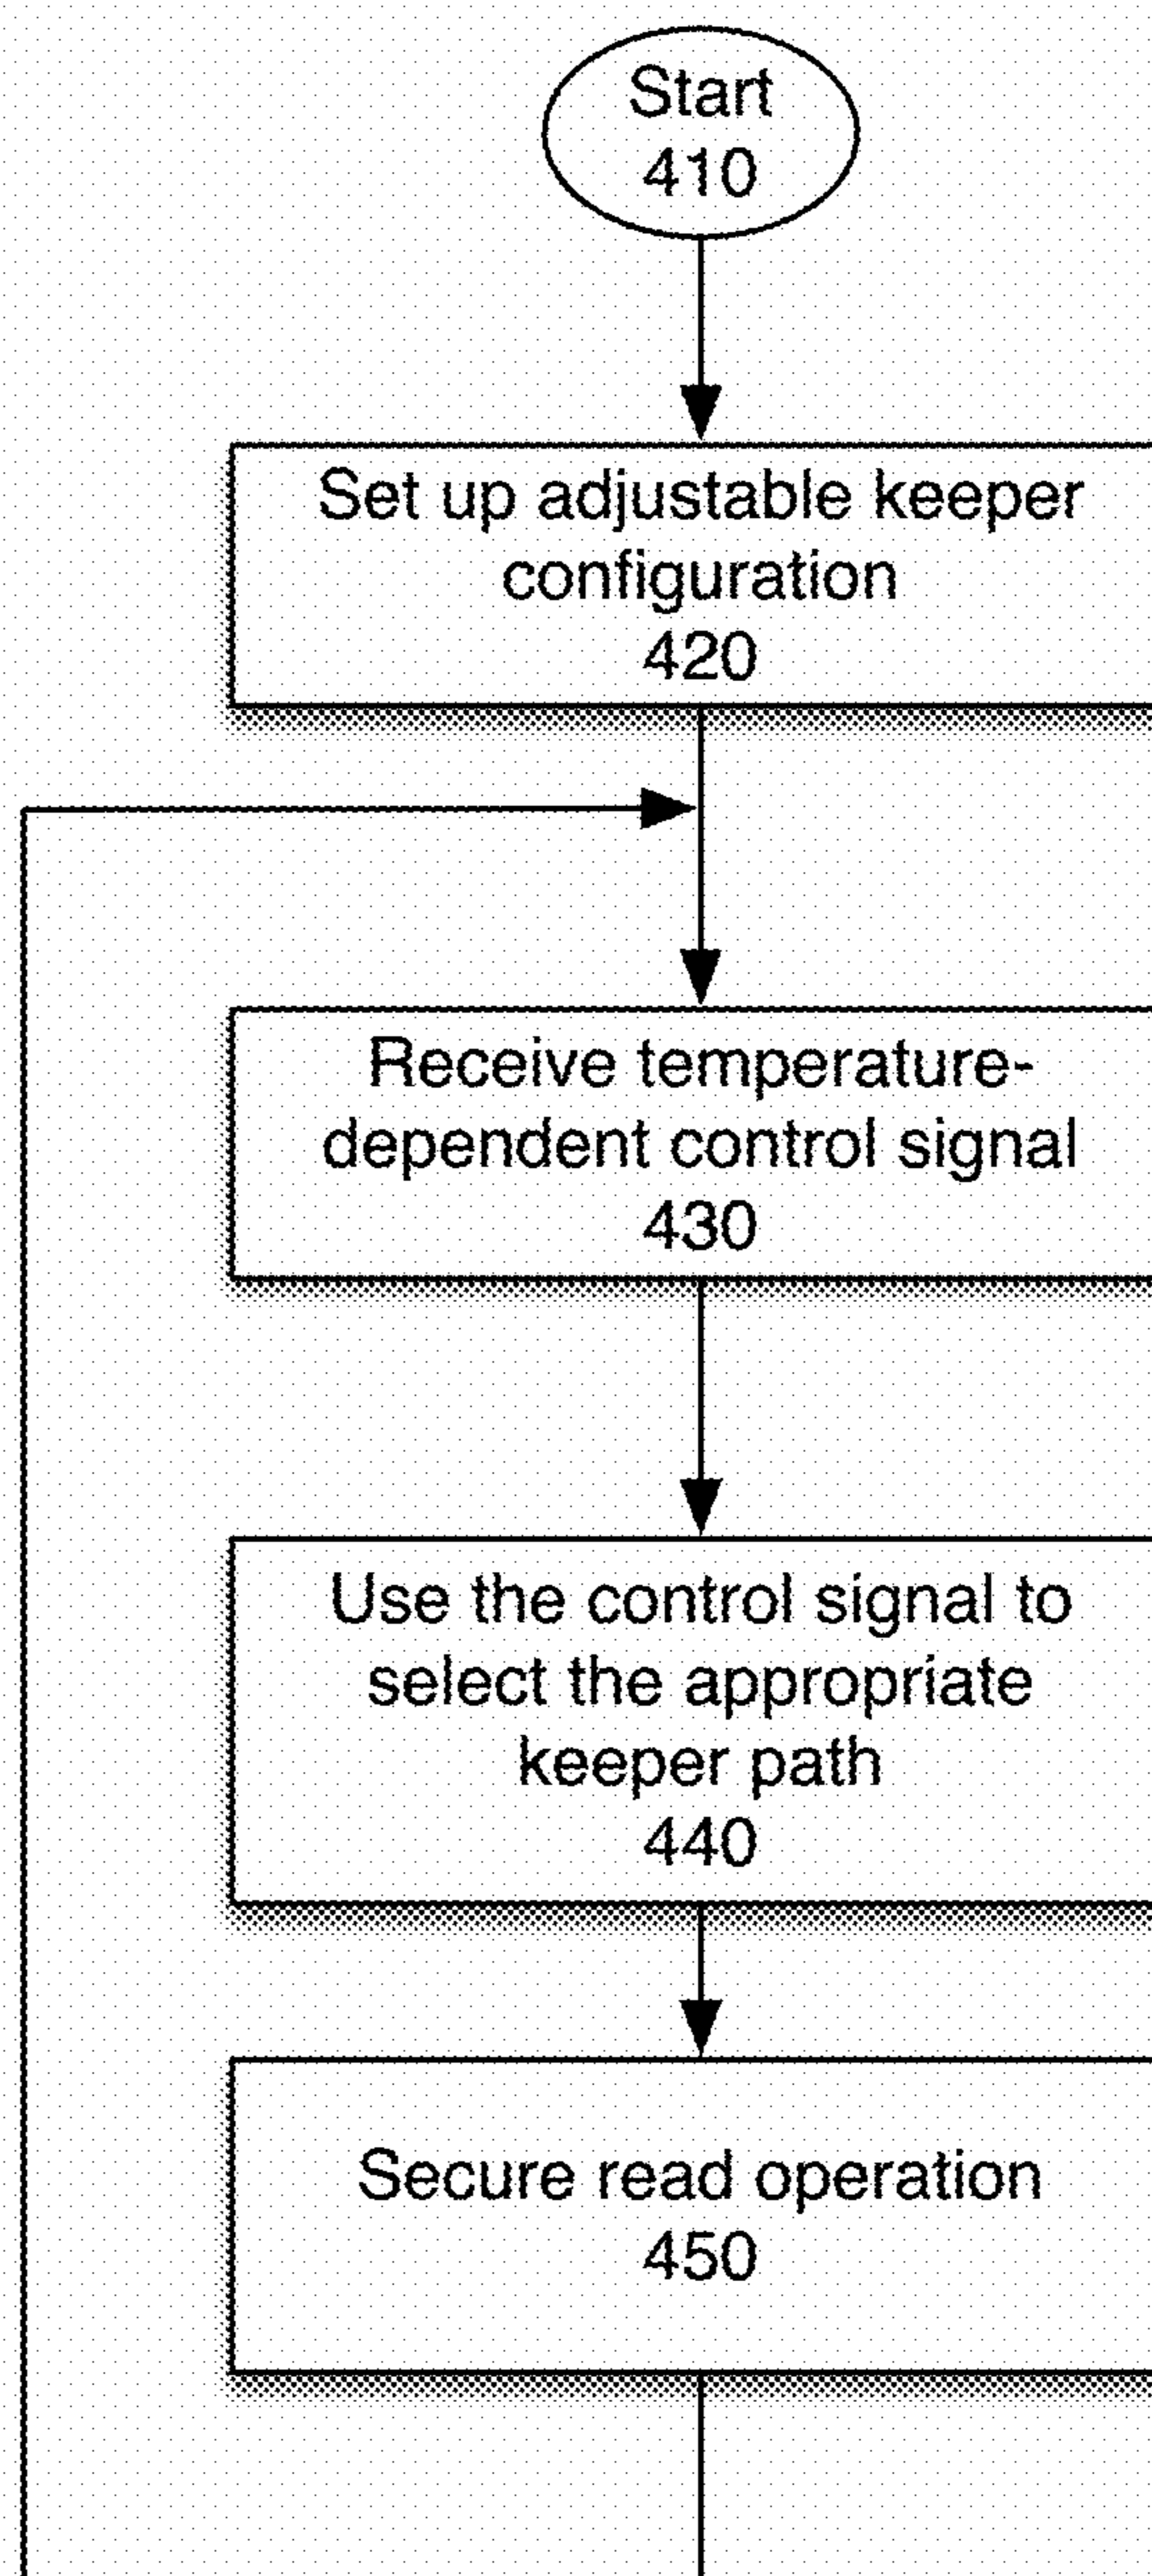 Start
410
Set up adjustable keeper
configuration
420
Receive temperature-
dependent control signal
430
Use the control signal to
select the appropriate
keeper path
440
Secure read operation
450